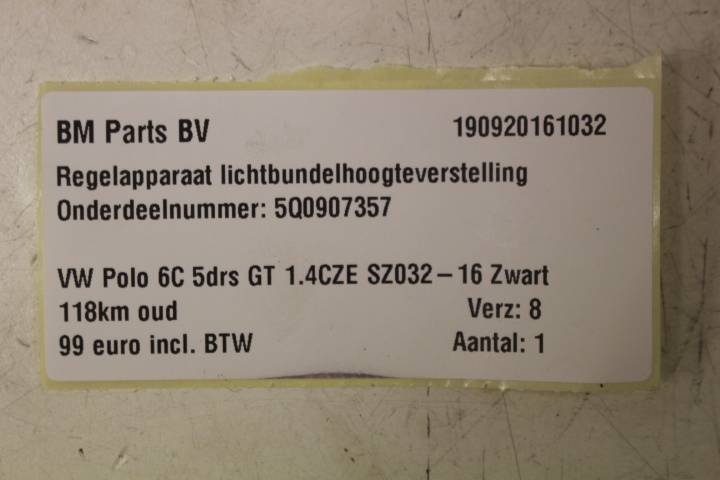 BM Parts BV 190920161032
Regelapparaat lichtbundelhoogteverstelling
Onderdeelnummer: 5Q0907357
VW Polo 6C 5drs GT 1.4CZE SZ032-16 Zwart
118km oud Verz: 8
99 euro incl. BTW Aantal: 1